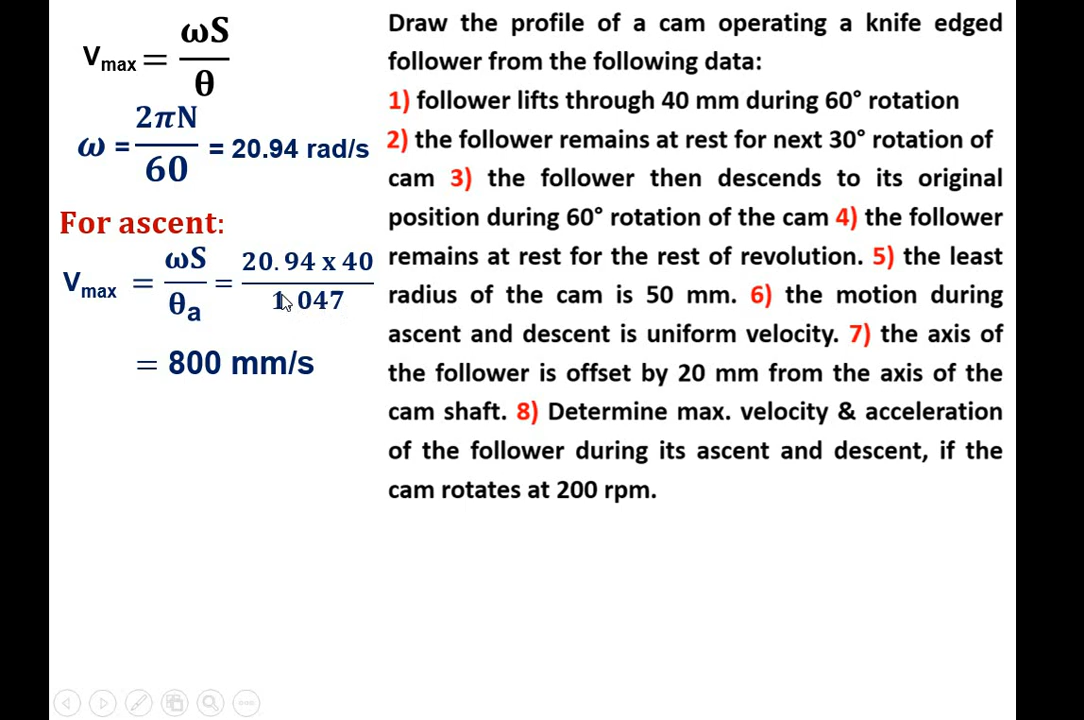 V_max = ωS / θ
ω = 2πN / 60 = 20.94 rad/s
For ascent:
V_max = ωS / θ_a = 20.94 x 40 / 1.047
= 800 mm/s
Draw the profile of a cam operating a knife edged
follower from the following data:
1) follower lifts through 40 mm during 60° rotation
2) the follower remains at rest for next 30° rotation of
cam 3) the follower then descends to its original
position during 60° rotation of the cam 4) the follower
remains at rest for the rest of revolution. 5) the least
radius of the cam is 50 mm. 6) the motion during
ascent and descent is uniform velocity. 7) the axis of
the follower is offset by 20 mm from the axis of the
cam shaft. 8) Determine max. velocity & acceleration
of the follower during its ascent and descent, if the
cam rotates at 200 rpm.